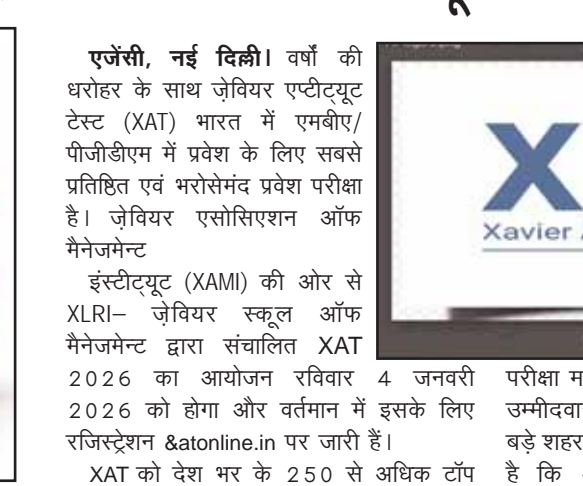 एजेंसी, नई दिल्ली। वर्षों की
धरोहर के साथ ज़ेवियर एप्टीट्यूट
टेस्ट (XAT) भारत में एमबीए/
पीजीडीएम में प्रवेश के लिए सबसे
प्रतिष्ठित एवं भरोसेमंद प्रवेश परीक्षा
है। ज़ेवियर एसोसिएशन ऑफ
मैनेजमेन्ट
इंस्टीट्यूट (XAMI) की ओर से
XLRI– ज़ेवियर स्कूल ऑफ
मैनेजमेन्ट द्वारा संचालित XAT
2026 का आयोजन रविवार 4 जनवरी
2026 को होगा और वर्तमान में इसके लिए
रजिस्ट्रेशन &atonline.in पर जारी हैं।
XAT को देश भर के 250 से अधिक टॉप
X
Xavier
परीक्षा
बड़े शहर
है कि